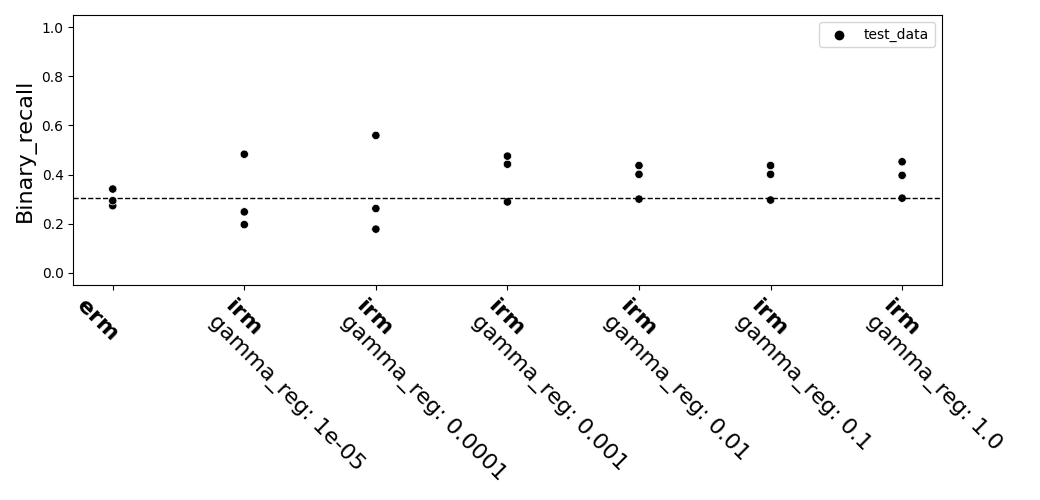 1.0
0.8
0.6
0.4
0.2
0.0
Binary_recall
test_data
erm
irm
gamma_reg: 1e-05
irm
gamma_reg: 0.0001
irm
gamma_reg: 0.001
irm
gamma_reg: 0.01
irm
gamma_reg: 0.1
irm
gamma_reg: 1.0